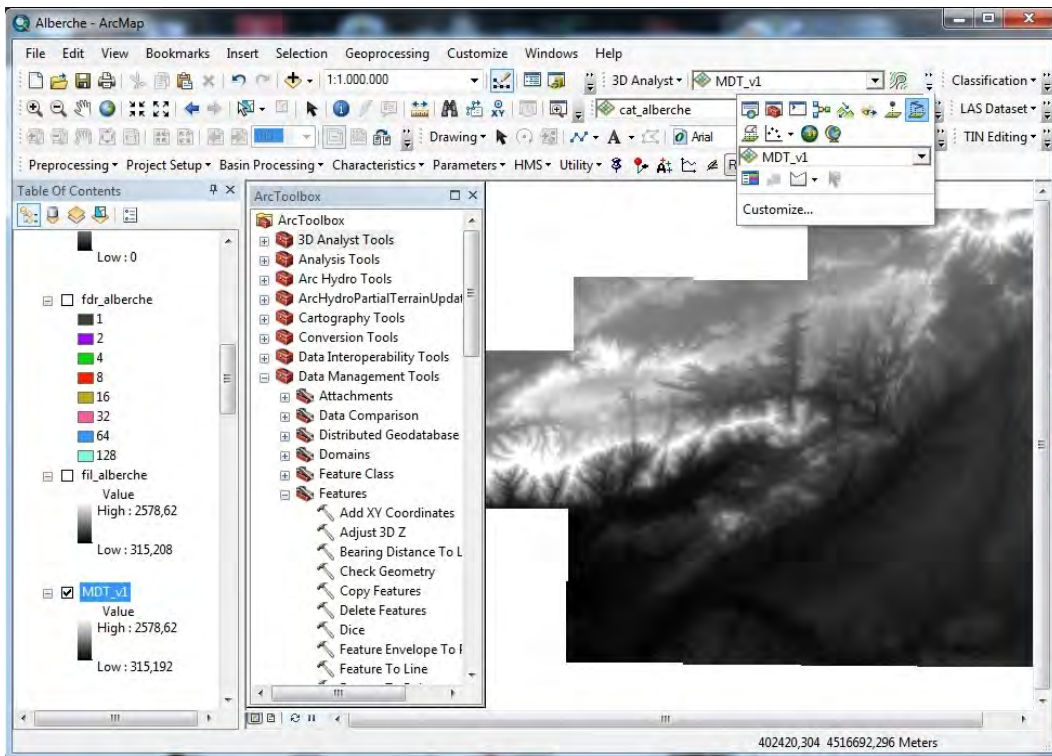 Alberche - ArcMap
File Edit View Bookmarks Insert Selection Geoprocessing Customize Windows Help
1:1.000.000 3D Analyst MDT_v1 Classification
cat_alberche LAS Dataset
Drawing A Arial TIN Editing
Preprocessing Project Setup Basin Processing Characteristics Parameters HMS Utility R
MDT_v1
Customize...
Table Of Contents
Low : 0
fdr_alberche
1
2
4
8
16
32
64
128
fil_alberche
Value
High : 2578,62
Low : 315,208
MDT_v1
Value
High : 2578,62
Low : 315,192
ArcToolbox
ArcToolbox
3D Analyst Tools
Analysis Tools
Arc Hydro Tools
ArcHydroPartialTerrainUpdat
Cartography Tools
Conversion Tools
Data Interoperability Tools
Data Management Tools
Attachments
Data Comparison
Distributed Geodatabase
Domains
Feature Class
Features
Add XY Coordinates
Adjust 3D Z
Bearing Distance To L
Check Geometry
Copy Features
Delete Features
Dice
Feature Envelope To P
Feature To Line
402420,304 4516692,296 Meters